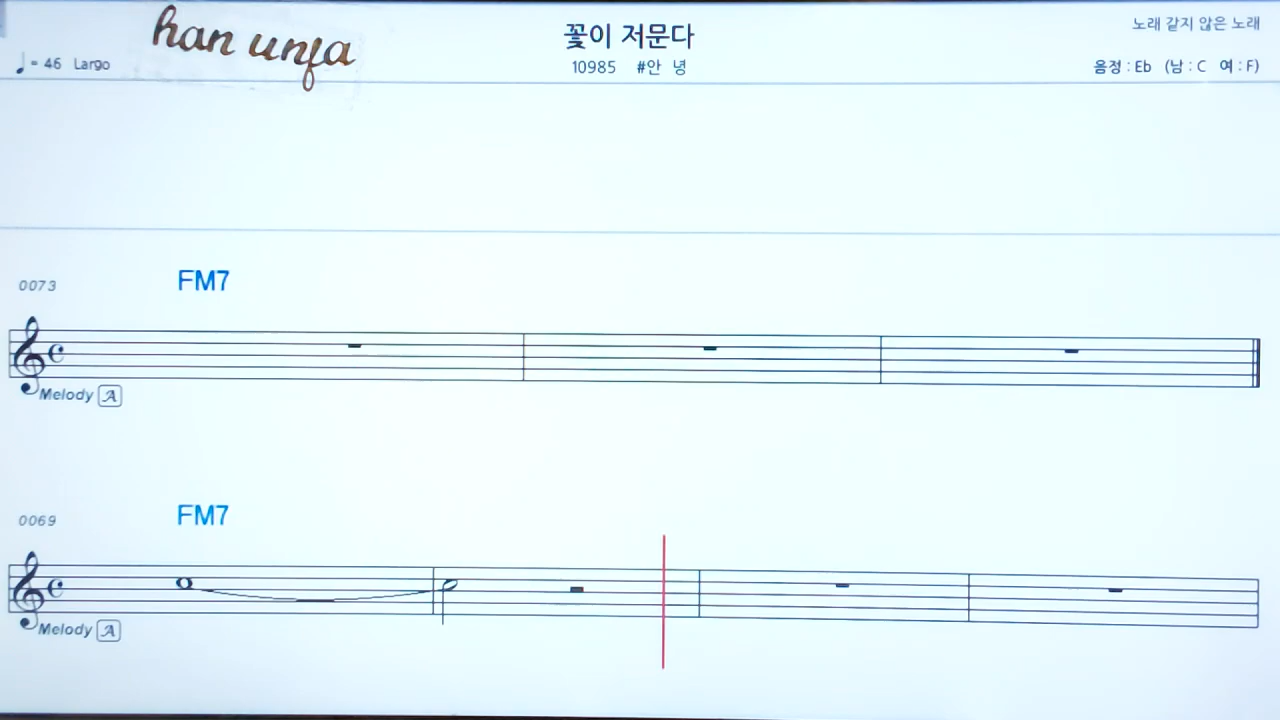 han unfa
꽃이 저문다
노래 같지 않은 노래
♩= 46 Largo
10985 #안 녕
음정 : Eb (남 : C 여 : F)
0073
FM7
Melody A
0069
FM7
Melody A